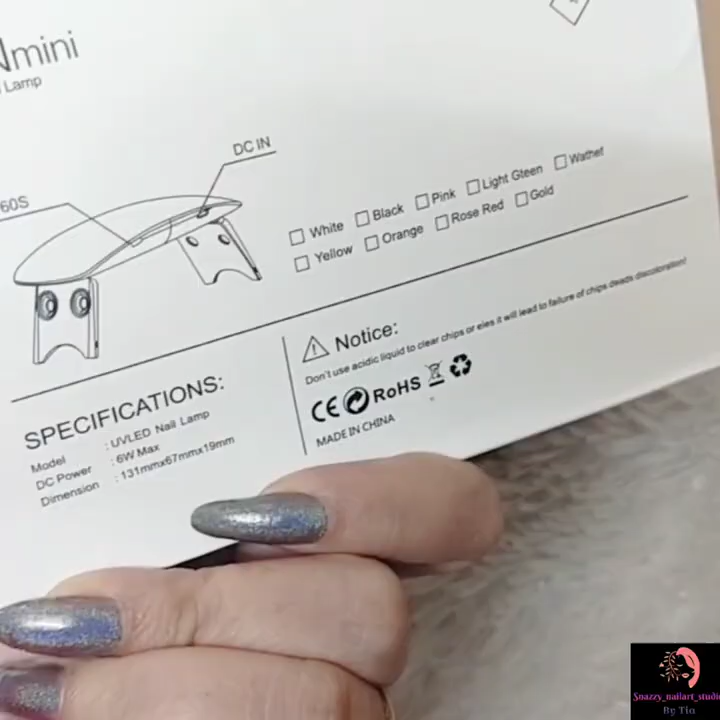 mini
Lamp
DC IN
60S
White Black Pink Light Gteen Wathet
Yellow Orange Rose Red Gold
SPECIFICATIONS:
Model : UVLED Nail Lamp
DC Power : 6W Max
Dimension : 131mmx67mmx19mm
Notice:
Don't use acidic liquid to clear chips or eles it will lead to failure of chips deads discoloration!
CE RoHS
MADE IN CHINA
Snazzy_nailart_studio
By Tia